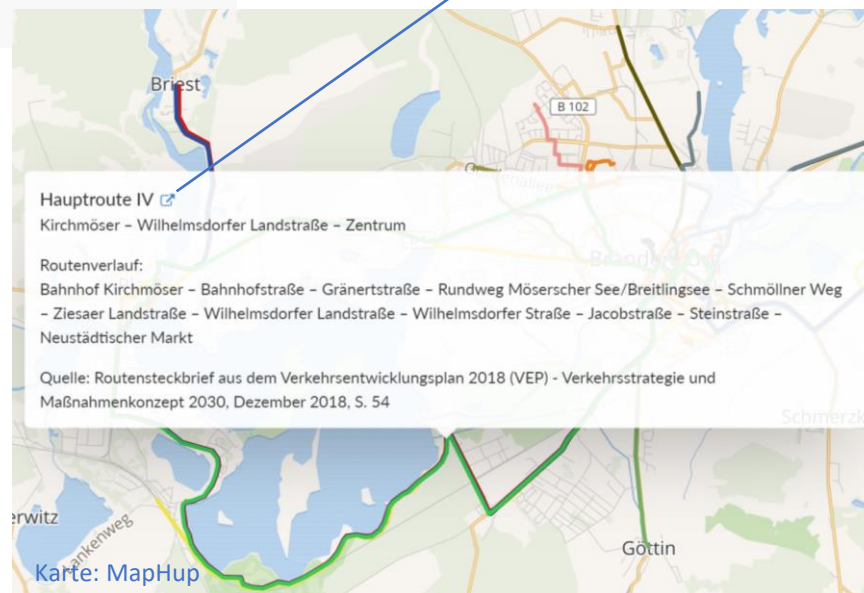 Briest
B 102
Hauptroute IV
Kirchmöser – Wilhelmsdorfer Landstraße – Zentrum
Routenverlauf:
Bahnhof Kirchmöser – Bahnhofstraße – Gränertstraße – Rundweg Möserscher See/Breitlingsee – Schmöllner Weg
– Ziesaer Landstraße – Wilhelmsdorfer Landstraße – Wilhelmsdorfer Straße – Jacobstraße – Steinstraße –
Neustädtischer Markt
Quelle: Routensteckbrief aus dem Verkehrsentwicklungsplan 2018 (VEP) - Verkehrsstrategie und
Maßnahmenkonzept 2030, Dezember 2018, S. 54
Schmerzk
erwitz
Göttin
Karte: MapHup